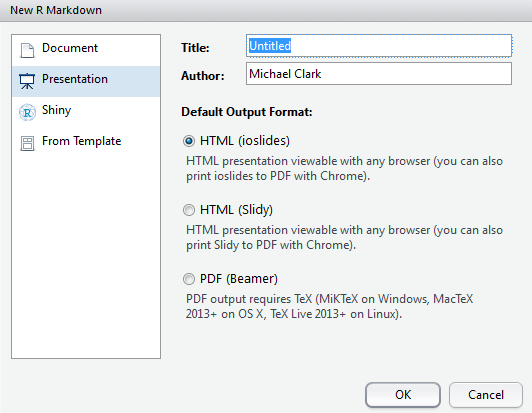 New R Markdown
Document
Presentation
Shiny
From Template
Title: Untitled
Author: Michael Clark
Default Output Format:
HTML (ioslides)
HTML presentation viewable with any browser (you can also
print ioslides to PDF with Chrome).
HTML (Slidy)
HTML presentation viewable with any browser (you can also
print Slidy to PDF with Chrome).
PDF (Beamer)
PDF output requires TeX (MiKTeX on Windows, MacTeX
2013+ on OS X, TeX Live 2013+ on Linux).
OK Cancel